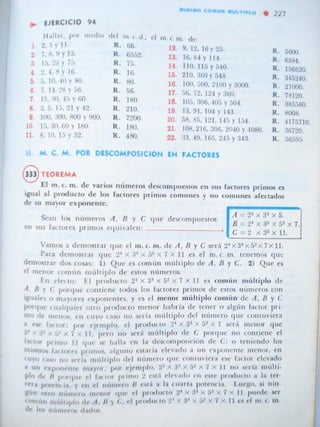 MINIMO COMUN MULTIPLO • 227
EJERCICIO 94
Hallar, por medio del m. c. d., el m. c. m. de:
1. 2, 3 y 11. R. 66.
2. 7, 8, 9 y 13. R. 6552.
3. 15, 25 y 75. R. 75.
4. 2, 4, 8 y 16. R. 16.
5. 5, 10, 40 y 80. R. 80.
6. 7, 14, 28 y 56. R. 56.
7. 15, 30, 45 y 60. R. 180.
8. 3, 5, 15, 21 y 42. R. 210.
9. 100, 300, 800 y 900. R. 7200.
10. 15, 30, 60 y 180. R. 180.
11. 8, 10, 15 y 32. R. 480.
12. 9, 12, 16 y 25. R. 3600.
13. 16, 84 y 114. R.
14. 110, 115 y 540. R. 136620.
15. 210, 360 y 548. R. 345240.
16. 100, 500, 2100 y 3000. R. 21000.
17. 56, 72, 124 y 360. R. 78120.
18. 105, 306, 405 y 504. R. 385560.
19. 13, 91, 104 y 143. R. 8008.
20. 58, 85, 121, 145 y 154. R. 4175710.
21. 108, 216, 306, 2040 y 4080. R. 36720.
22. 33, 49, 165, 245 y 343. R. 56595
II. M. C. M. POR DESCOMPOSICION EN FACTORES
333 TEOREMA
El m. c. m. de varios números descompuestos en sus factores primos es
igual al producto de los factores primos comunes y no comunes afectados
de su mayor exponente.
Sean los números A, B y C que descompuestos
en sus factores primos equivalen:
A = 2⁶ × 3² × 5.
B = 2⁴ × 3³ × 5² × 7.
C = 2 × 3⁵ × 11.
Vamos a demostrar que el m. c. m. de A, B y C será 2⁶×3⁵×5²×7×11.
Para demostrar que 2⁶ × 3⁵ × 5² × 7 × 11 es el m. c. m. tenemos que
demostrar dos cosas: 1) Que es común múltiplo de A, B y C. 2) Que es
el menor común múltiplo de estos números.
En efecto: El producto 2⁶ × 3⁵ × 5² × 7 × 11 es común múltiplo de
A, B y C porque contiene todos los factores primos de estos números con
iguales o mayores exponentes, y es el menor múltiplo común de A, B y C
porque cualquier otro producto menor habría de tener o algún factor pri-
mo de menos, en cuyo caso no sería múltiplo del número que contuviera
a ese factor; por ejemplo, el producto 2⁶ × 3⁵ × 5² × 7 será menor que
2⁶ × 3⁵ × 5² × 7 × 11, pero no será múltiplo de C porque no contiene el
factor primo 11 que se halla en la descomposición de C; o teniendo los
mismos factores primos, alguno estaría elevado a un exponente menor, en
cuyo caso no sería múltiplo del número que contuviera ese factor elevado
a un exponente mayor; por ejemplo, 2³ × 3⁵ × 5² × 7 × 11 no sería múlti-
plo de B porque el factor primo 2 está elevado en este producto a la ter-
cera potencia, y en el número B está a la cuarta potencia. Luego, si nin-
gún otro número menor que el producto 2⁶ × 3⁵ × 5² × 7 × 11 puede ser
común múltiplo de A, B y C, el producto 2⁶ × 3⁵ × 5² × 7 × 11 es el m. c. m.
de los números dados.